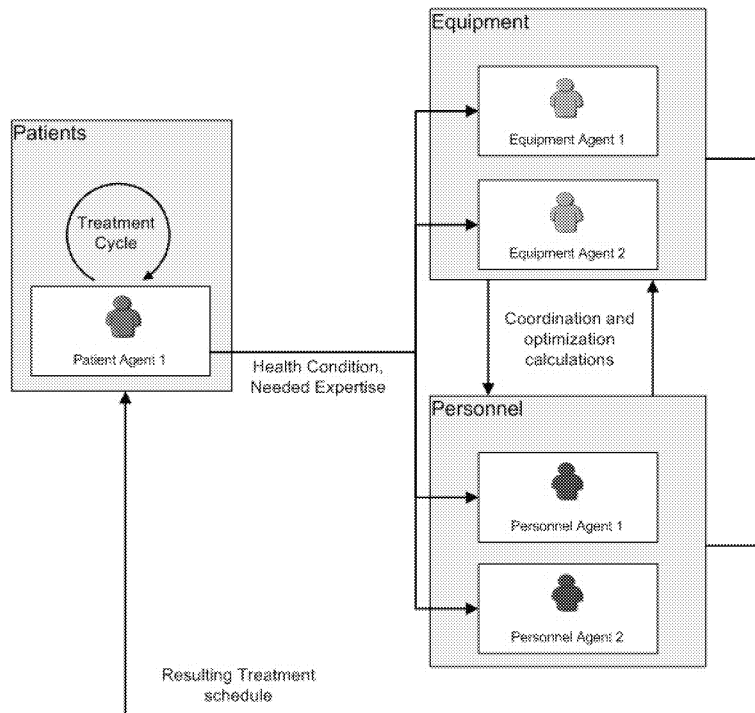 Equipment
Equipment Agent 1
Equipment Agent 2
Patients
Treatment
Cycle
Patient Agent 1
Health Condition,
Needed Expertise
Coordination and
optimization
calculations
Personnel
Personnel Agent 1
Personnel Agent 2
Resulting Treatment
schedule